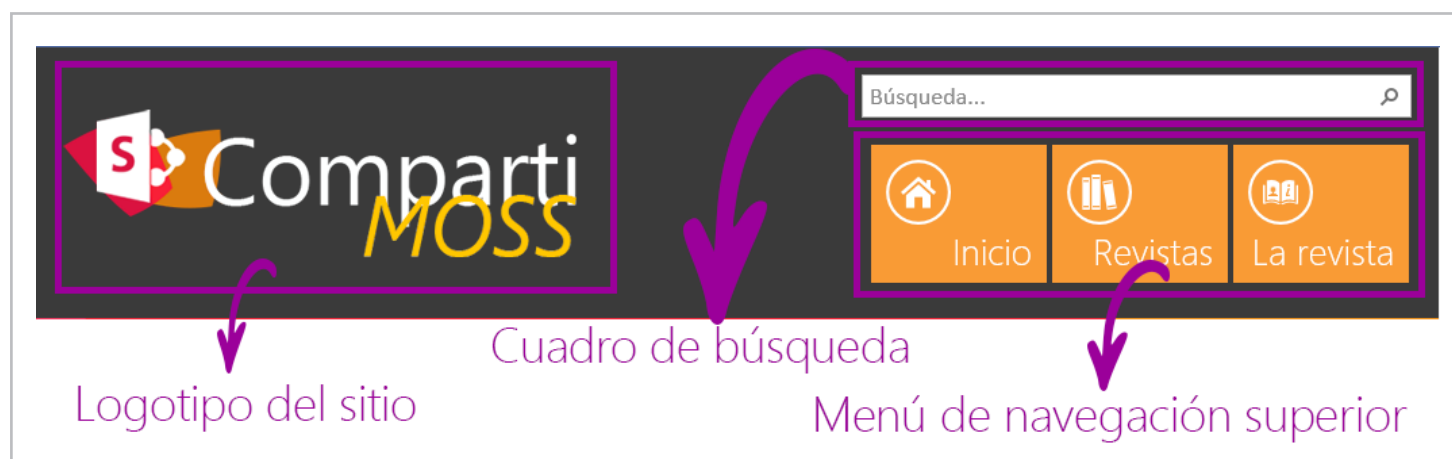 Búsqueda...
S
Comparti
MOSS
Inicio
Revistas
La revista
Cuadro de búsqueda
Logotipo del sitio
Menú de navegación superior